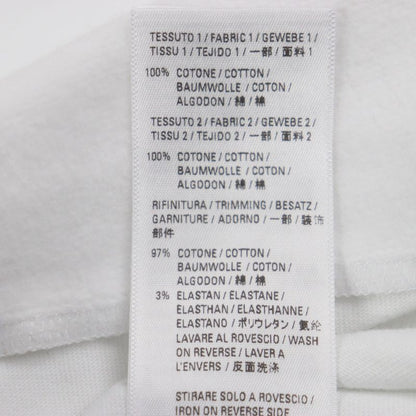 TESSUTO 1 / FABRIC 1 / GEWEBE 1 /
TISSU 1 / TEJIDO 1 / 一部 / 面料 1
100% COTONE / COTTON /
BAUMWOLLE / COTON /
ALGODON / 綿 / 棉
TESSUTO 2 / FABRIC 2 / GEWEBE 2 /
TISSU 2 / TEJIDO 2 / 一部 / 面料 2
100% COTONE / COTTON /
BAUMWOLLE / COTON /
ALGODON / 綿 / 棉
RIFINITURA / TRIMMING / BESATZ /
GARNITURE / ADORNO / 一部 / 装飾
部件
97% COTONE / COTTON /
BAUMWOLLE / COTON /
ALGODON / 綿 / 棉
3% ELASTAN / ELASTANE /
ELASTHAN / ELASTHANNE /
ELASTANO / ポリウレタン / 氨纶
LAVARE AL ROVESCIO / WASH
ON REVERSE / LAVER A
L'ENVERS / 反面洗涤
STIRARE SOLO A ROVESCIO /
IRON ON REVERSE SIDE